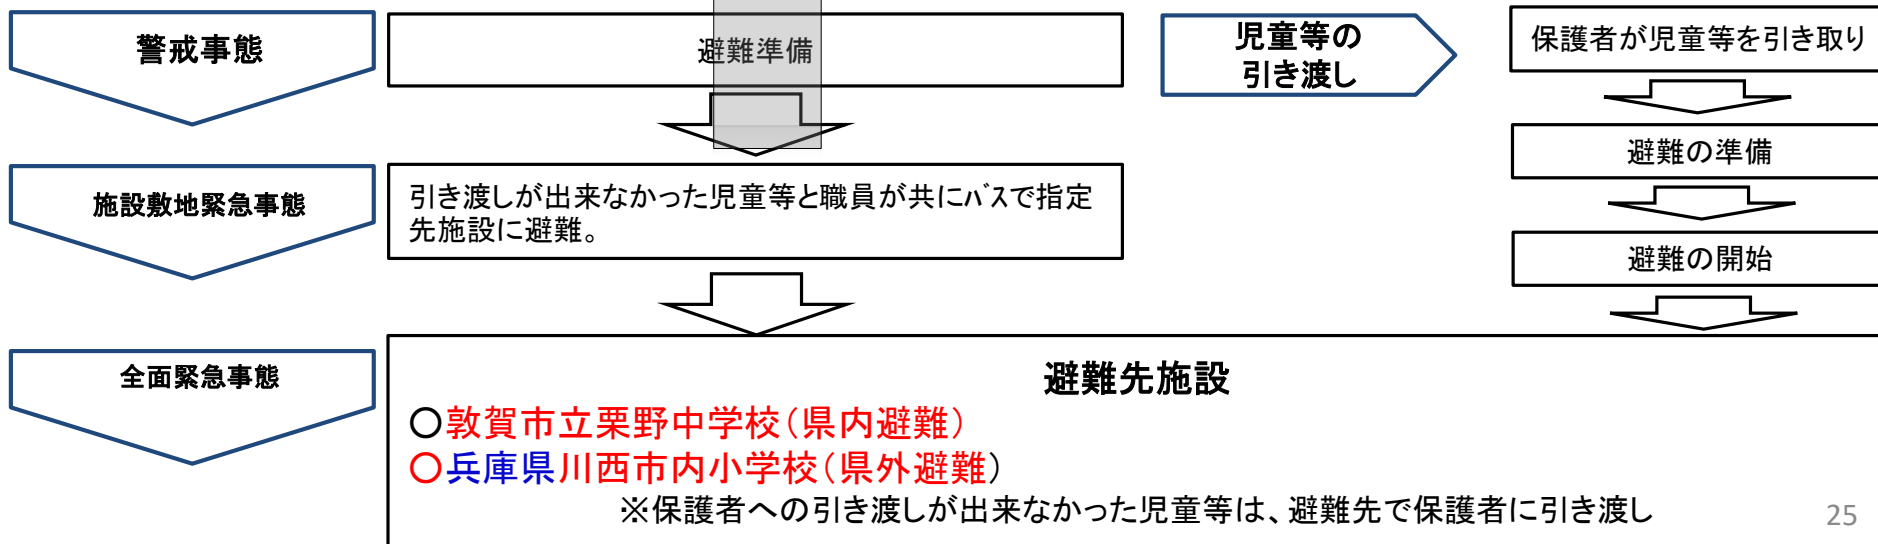 警戒事態
避難準備
児童等の
引き渡し
保護者が児童等を引き取り
避難の準備
施設敷地緊急事態
引き渡しが出来なかった児童等と職員が共にバスで指定
先施設に避難。
避難の開始
全面緊急事態
避難先施設
○敦賀市立粟野中学校(県内避難)
○兵庫県川西市内小学校(県外避難)
※保護者への引き渡しが出来なかった児童等は、避難先で保護者に引き渡し
25